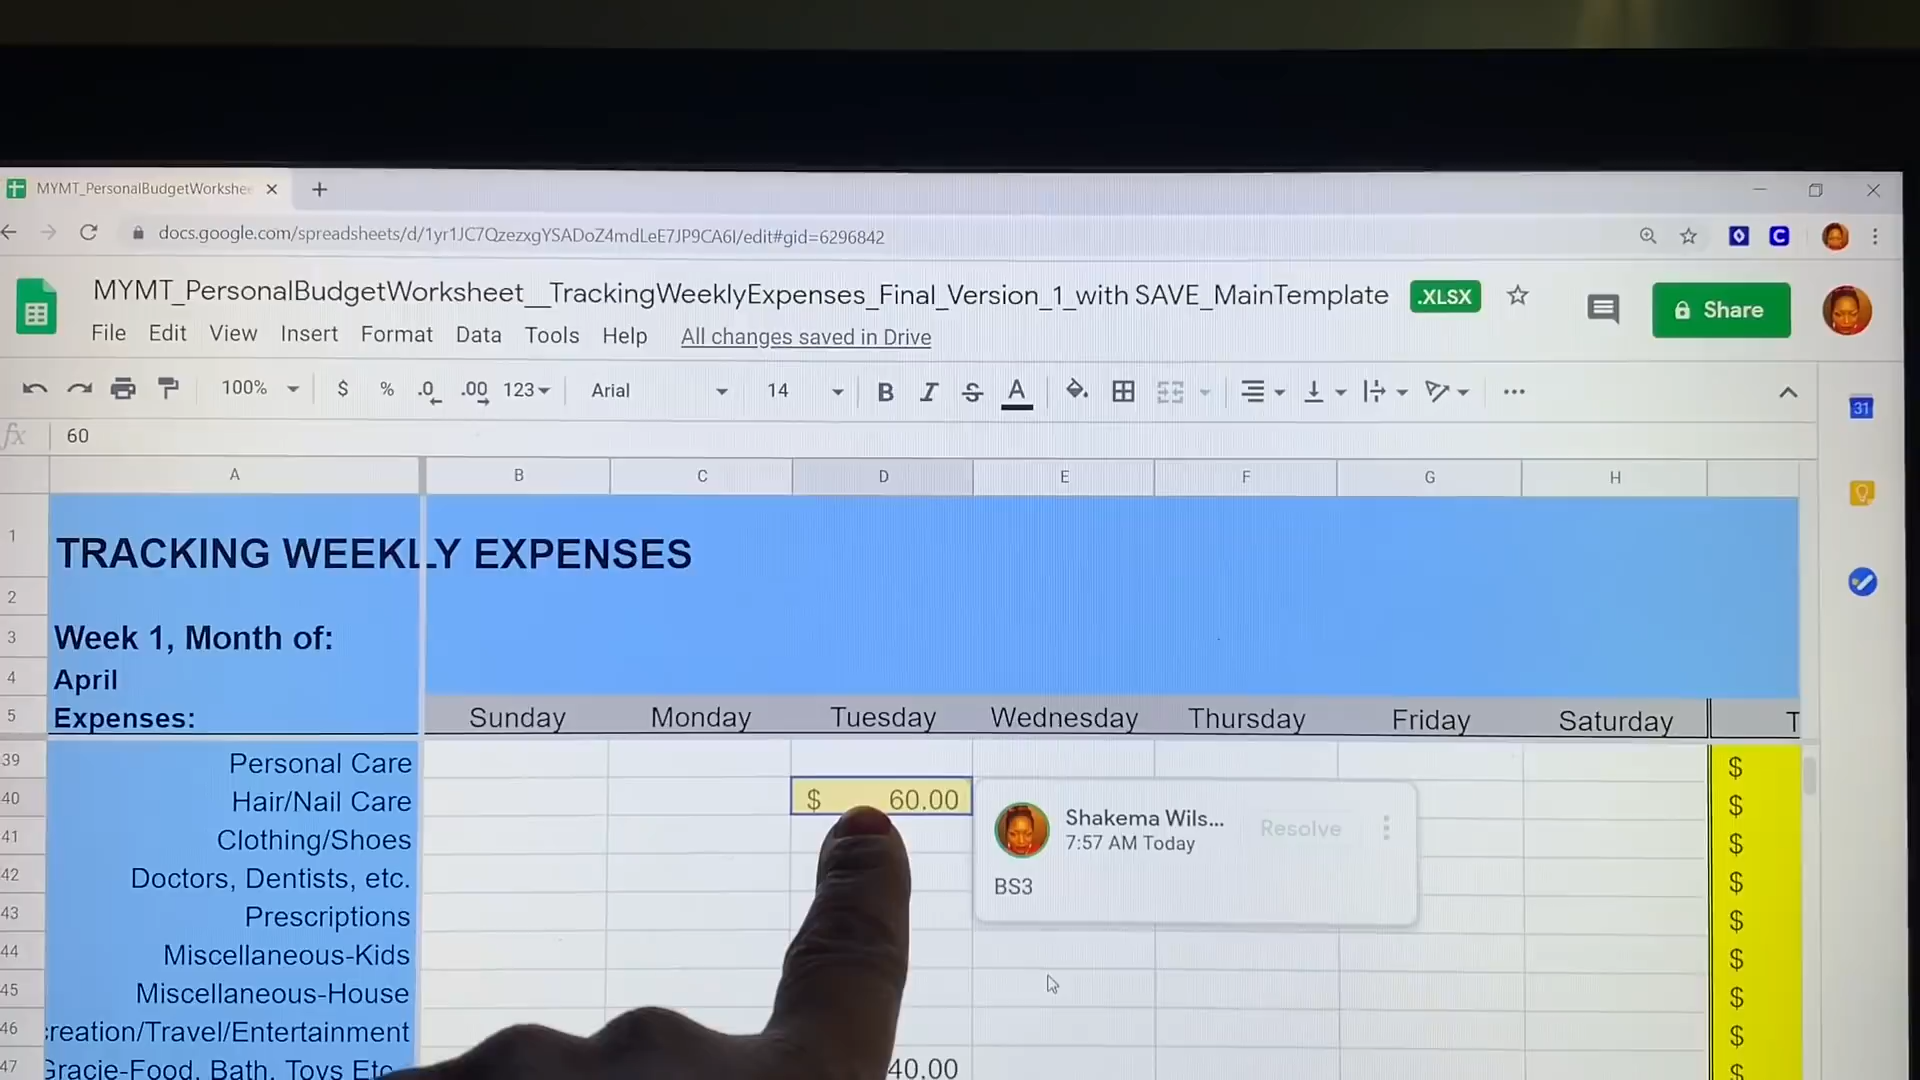 MYMT_PersonalBudgetWorkshee
docs.google.com/spreadsheets/d/1yr1JC7QzezxgYSADoZ4mdLeE7JP9CA6I/edit#gid=6296842
MYMT_PersonalBudgetWorksheet__TrackingWeeklyExpenses_Final_Version_1_with SAVE_MainTemplate .XLSX
Share
File Edit View Insert Format Data Tools Help All changes saved in Drive
100% $ % .0 .00 123 Arial 14 B I S A
31
fx 60
A B C D E F G H
1 TRACKING WEEKLY EXPENSES
2
3 Week 1, Month of:
4 April
5 Expenses: Sunday Monday Tuesday Wednesday Thursday Friday Saturday T
39 Personal Care $
40 Hair/Nail Care $ 60.00 $
Shakema Wils... Resolve
7:57 AM Today
BS3
41 Clothing/Shoes $
42 Doctors, Dentists, etc. $
43 Prescriptions $
44 Miscellaneous-Kids $
45 Miscellaneous-House $
46 creation/Travel/Entertainment $
47 Gracie-Food, Bath, Toys Etc 40.00 $